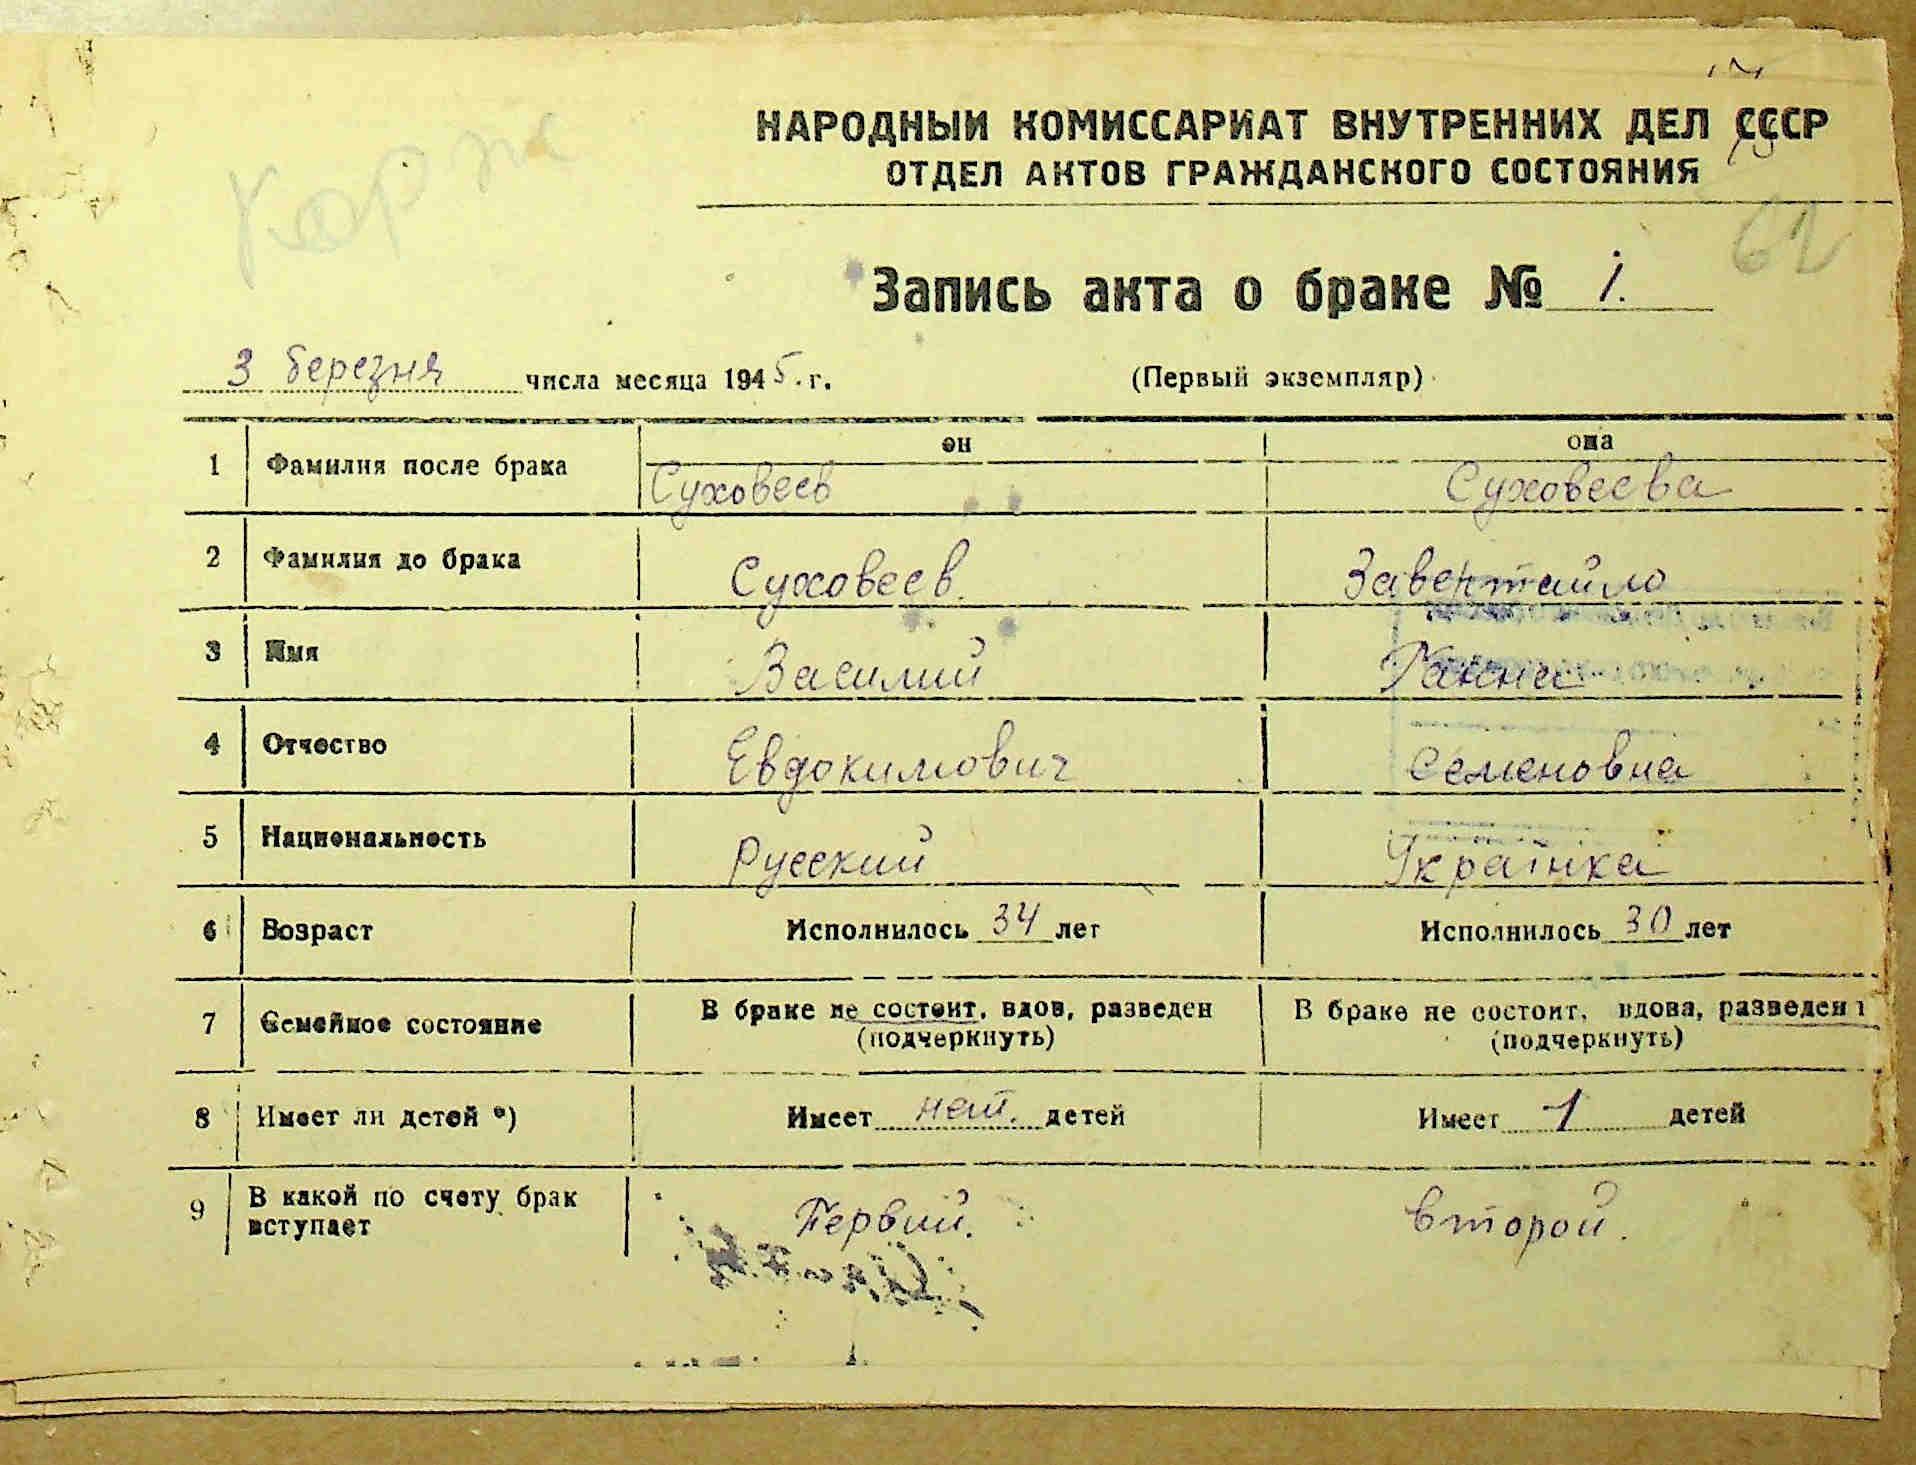 Корж
НАРОДНЫЙ КОМИССАРИАТ ВНУТРЕННИХ ДЕЛ СССР
ОТДЕЛ АКТОВ ГРАЖДАНСКОГО СОСТОЯНИЯ
62
Запись акта о браке № 1.
3 березня числа месяца 1945. г. (Первый экземпляр)
он она
1 Фамилия после брака Суховеев Суховеева
2 Фамилия до брака Суховеев. Завертайло
3 Имя Василий Ганна
4 Отчество Евдокимович Семеновна
5 Национальность Русский Українка
6 Возраст Исполнилось 34 лет Исполнилось 30 лет
7 Семейное состояние В браке не состоит, вдов, разведен В браке не состоит, вдова, разведен
(подчеркнуть) (подчеркнуть)
8 Имеет ли детей *) Имеет нет. детей Имеет 1 детей
9 В какой по счету брак вступает Первий. второй.